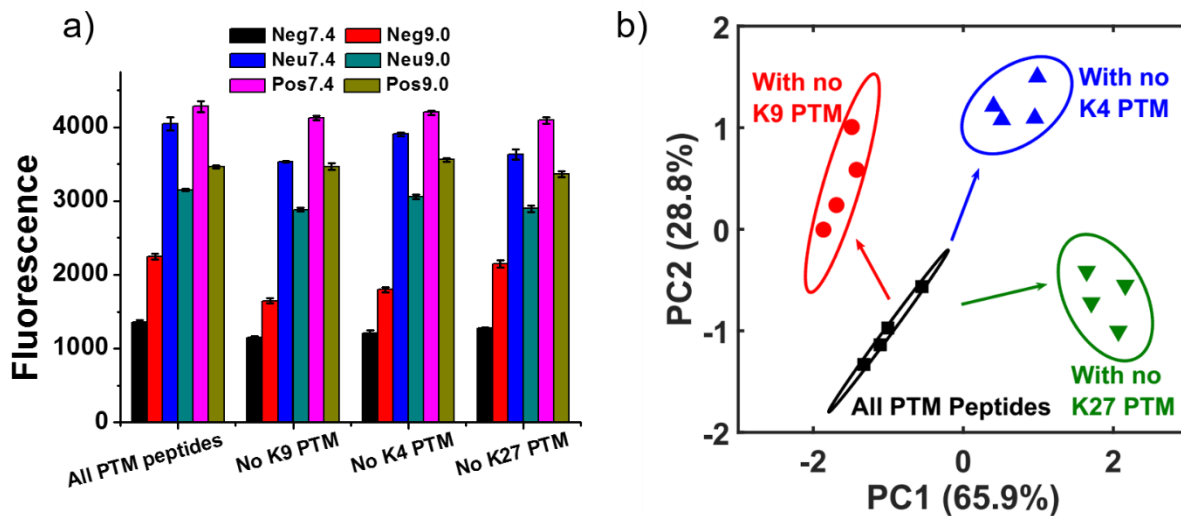 a)
Neg7.4 Neg9.0
Neu7.4 Neu9.0
Pos7.4 Pos9.0
Fluorescence
4000
3000
2000
1000
0
All PTM peptides
No K9 PTM
No K4 PTM
No K27 PTM
b)
PC2 (28.8%)
2
1
0
-1
-2
With no
K9 PTM
With no
K4 PTM
All PTM Peptides
With no
K27 PTM
-2 0 2
PC1 (65.9%)